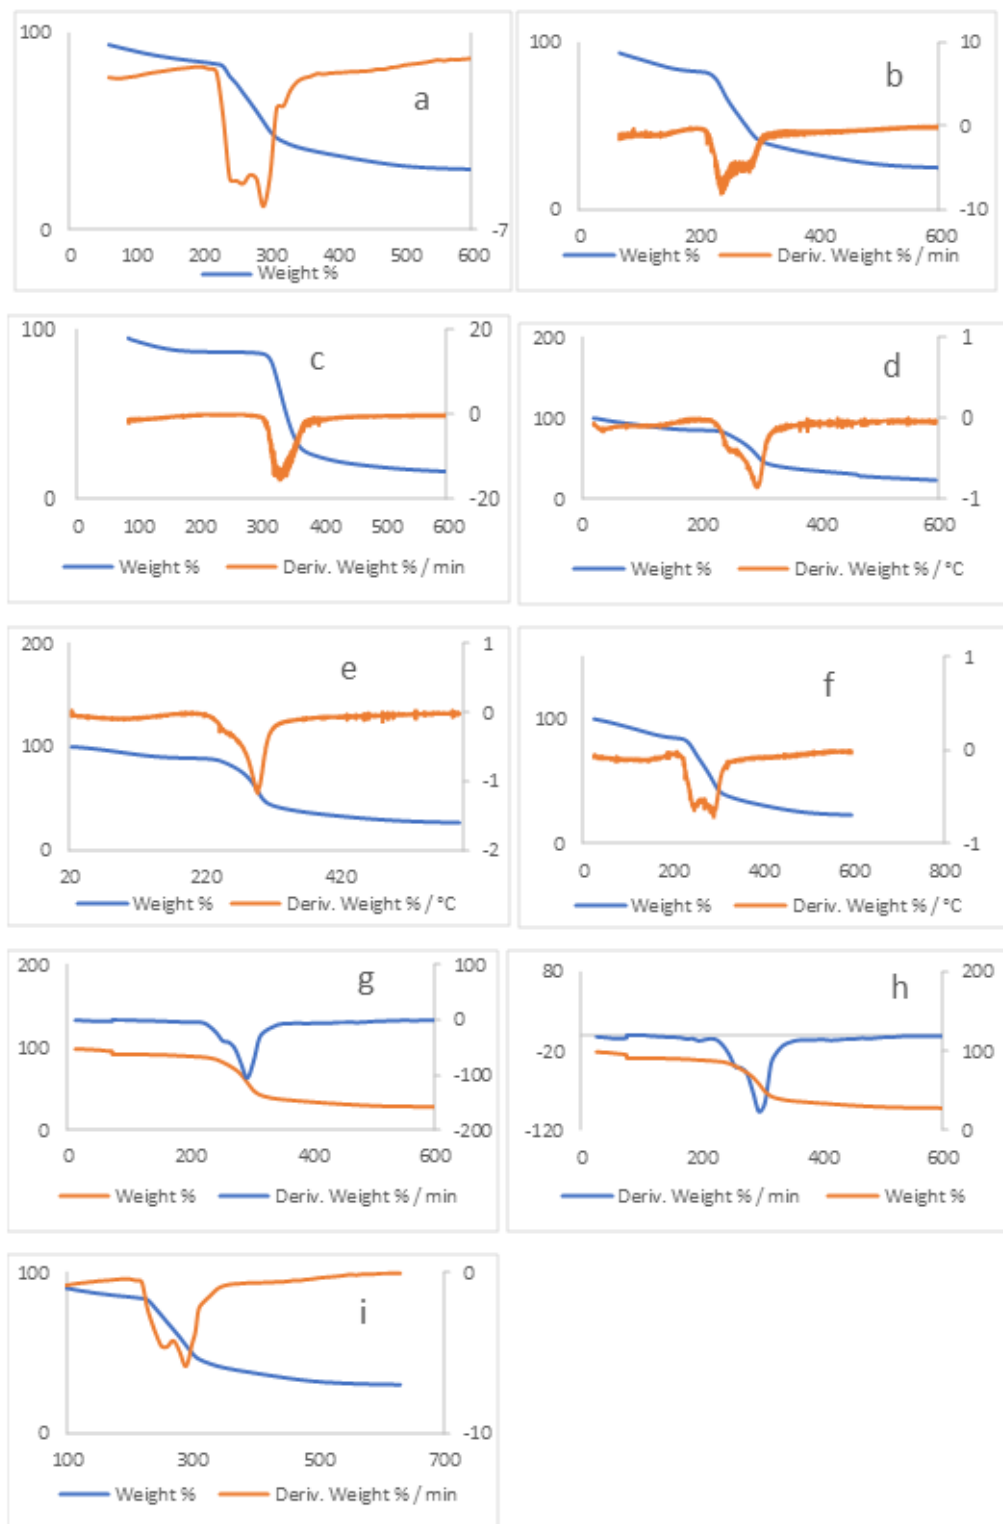 100
a
0
-7
0 100 200 300 400 500 600
Weight %
100
10
b
0
0
-10
0 200 400 600
Weight % Deriv. Weight % / min
100
20
c
0
0
-20
0 100 200 300 400 500 600
Weight % Deriv. Weight % / min
200
1
d
100
0
0
-1
0 200 400 600
Weight % Deriv. Weight % / °C
200
1
e
0
100
-1
0
-2
20 220 420
Weight % Deriv. Weight % / °C
1
f
100
0
0
-1
0 200 400 600 800
Weight % Deriv. Weight % / °C
200
100
g
0
100
-100
0
-200
0 200 400 600
Weight % Deriv. Weight % / min
80
200
h
-20
100
-120
0
0 200 400 600
Deriv. Weight % / min Weight %
100
0
i
0
-10
100 300 500 700
Weight % Deriv. Weight % / min